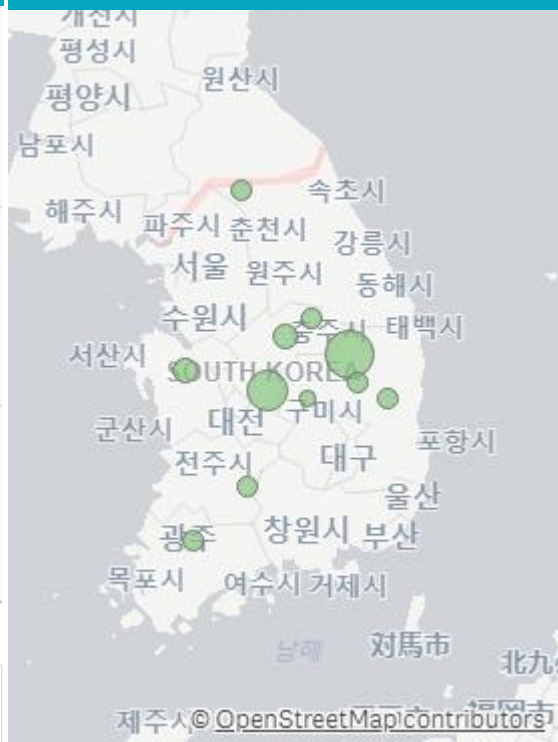 개천시
평성시
원산시
평양시
남포시
해주시
속초시
파주시 춘천시
강릉시
서울 원주시
동해시
수원시
충주시 태백시
서산시
SOUTH KOREA
군산시 대전 구미시
포항시
전주시 대구
울산
광주 창원시 부산
목포시 여수시 거제시
남해
対馬市
제주시
© OpenStreetMap contributors